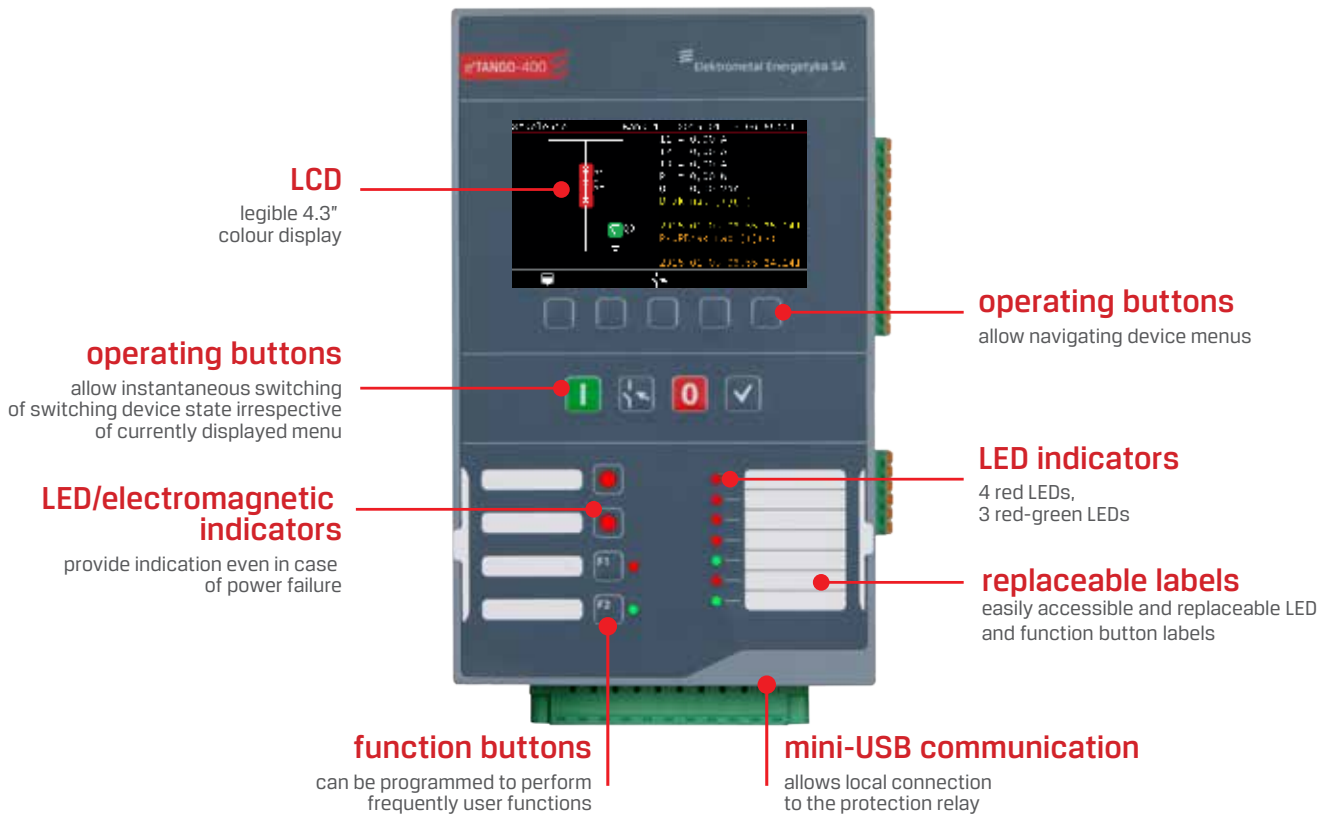 e²TANGO-400
Elektrometal Energetyka SA
LCD
legible 4.3”
colour display
operating buttons
allow navigating device menus
operating buttons
allow instantaneous switching
of switching device state irrespective
of currently displayed menu
I
0
LED/electromagnetic
indicators
provide indication even in case
of power failure
F1
F2
LED indicators
4 red LEDs,
3 red-green LEDs
replaceable labels
easily accessible and replaceable LED
and function button labels
function buttons
can be programmed to perform
frequently user functions
mini-USB communication
allows local connection
to the protection relay